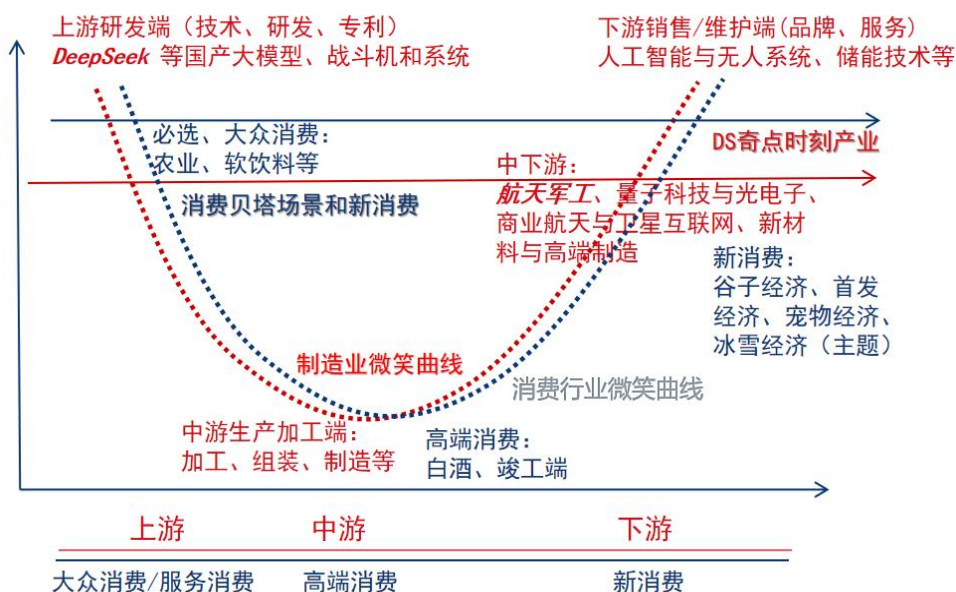 上游研发端（技术、研发、专利）
DeepSeek 等国产大模型、战斗机和系统
下游销售/维护端(品牌、服务）
人工智能与无人系统、储能技术等
必选、大众消费：
农业、软饮料等
DS奇点时刻产业
消费贝塔场景和新消费
中下游：
航天军工、量子科技与光电子、
商业航天与卫星互联网、新材
料与高端制造
新消费：
谷子经济、首发
经济、宠物经济、
冰雪经济（主题）
制造业微笑曲线
消费行业微笑曲线
中游生产加工端：
加工、组装、制造等
高端消费：
白酒、竣工端
上游
中游
下游
大众消费/服务消费
高端消费
新消费